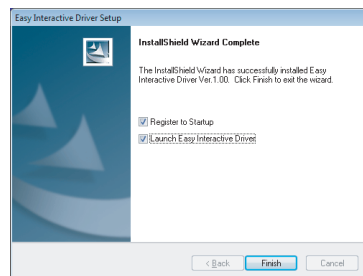 Easy Interactive Driver Setup
InstallShield Wizard Complete
The InstallShield Wizard has successfully installed Easy
Interactive Driver Ver.1.00. Click Finish to exit the wizard.
Register to Startup
Launch Easy Interactive Driver
< Back Finish Cancel